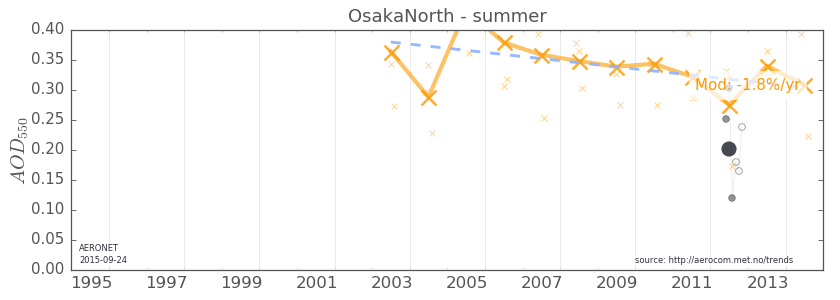 OsakaNorth - summer
0.40
0.35
0.30
0.25
0.20
0.15
0.10
0.05
0.00
AOD550
Mod: -1.8%/yr
AERONET
2015-09-24
source: http://aerocom.met.no/trends
1995 1997 1999 2001 2003 2005 2007 2009 2011 2013